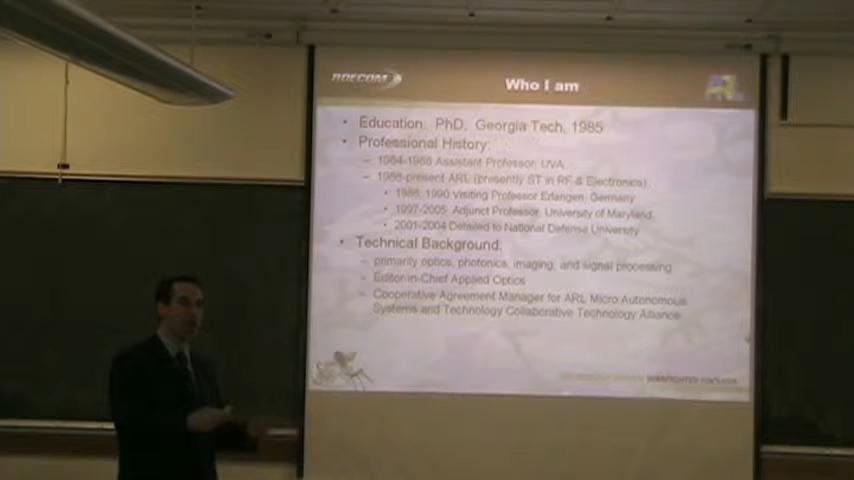 RDECOM
Who I am
ARL
• Education: PhD, Georgia Tech, 1985
• Professional History:
– 1984-1988 Assistant Professor, UVA
– 1988-present ARL (presently ST in RF & Electronics)
• 1988, 1990 Visiting Professor Erlangen, Germany
• 1997-2005 Adjunct Professor, University of Maryland
• 2001-2004 Detailed to National Defense University
• Technical Background:
– primarily optics, photonics, imaging, and signal processing
– Editor-in-Chief Applied Optics
– Cooperative Agreement Manager for ARL Micro Autonomous
Systems and Technology Collaborative Technology Alliance
WARFIGHTER FOCUSED.